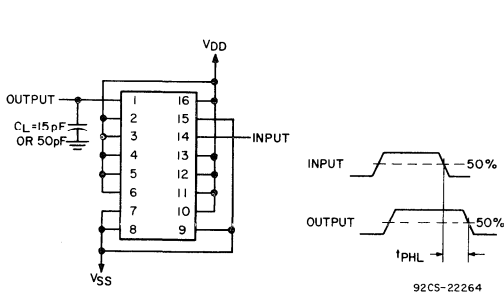 VDD
OUTPUT
CL=15pF
OR 50pF
1 16
2 15
3 14
4 13
5 12
6 11
7 10
8 9
INPUT
VSS
INPUT
50%
OUTPUT
50%
tPHL
92CS-22264